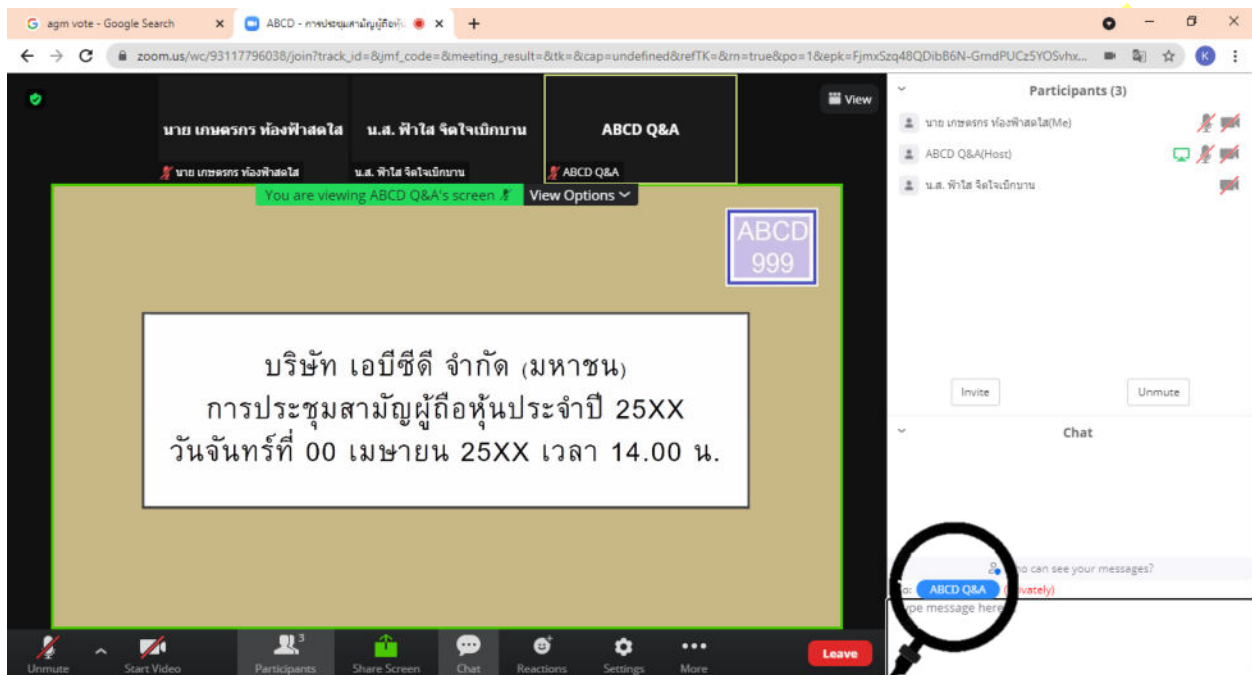 agm vote - Google Search
ABCD - การประชุมสามัญผู้ถือหุ้
zoom.us/wc/93117796038/join?track_id=&jmf_code=&meeting_result=&tk=&cap=undefined&refTK=&rn=true&po=1&epk=FjmxSzq48QDibB6N-GrndPUCz5YOSvhx...
K
View
นาย เกษตรกร ท้องฟ้าสดใส
น.ส. ฟ้าใส จิตใจเบิกบาน
ABCD Q&A
นาย เกษตรกร ท้องฟ้าสดใส
น.ส. ฟ้าใส จิตใจเบิกบาน
ABCD Q&A
You are viewing ABCD Q&A's screen
View Options
ABCD
999
บริษัท เอบีซีดี จำกัด (มหาชน)
การประชุมสามัญผู้ถือหุ้นประจำปี 25XX
วันจันทร์ที่ 00 เมษายน 25XX เวลา 14.00 น.
Unmute
Start Video
3
Participants
Share Screen
Chat
Reactions
Settings
More
Leave
Participants (3)
นาย เกษตรกร ท้องฟ้าสดใส(Me)
ABCD Q&A(Host)
น.ส. ฟ้าใส จิตใจเบิกบาน
Invite
Unmute
Chat
can see your messages?
ABCD Q&A
message here